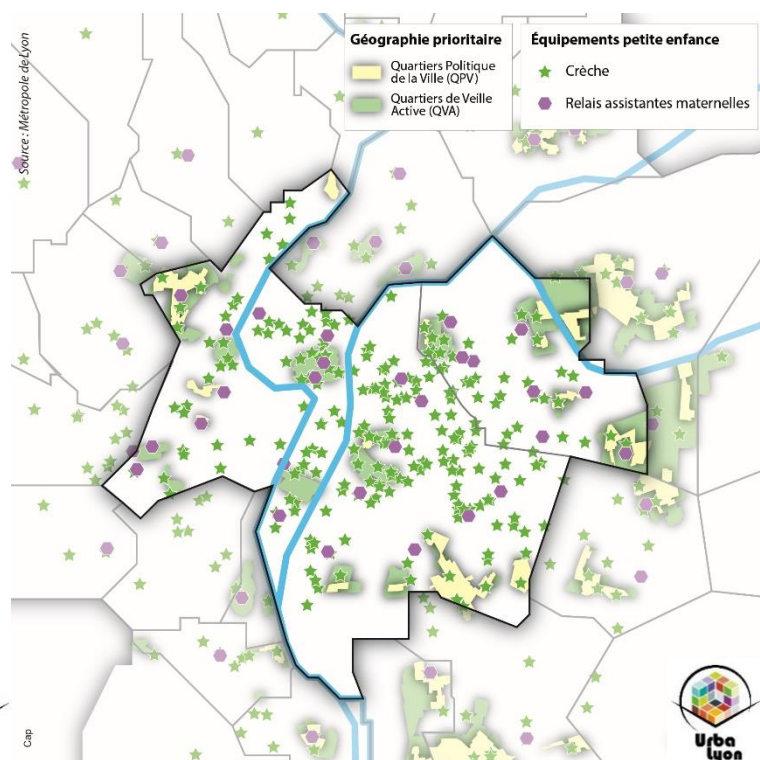 Source : Métropole de Lyon
Géographie prioritaire
Quartiers Politique
de la Ville (QPV)
Quartiers de Veille
Active (QVA)
Équipements petite enfance
Crèche
Relais assistantes maternelles
Cap
Urba
Lyon